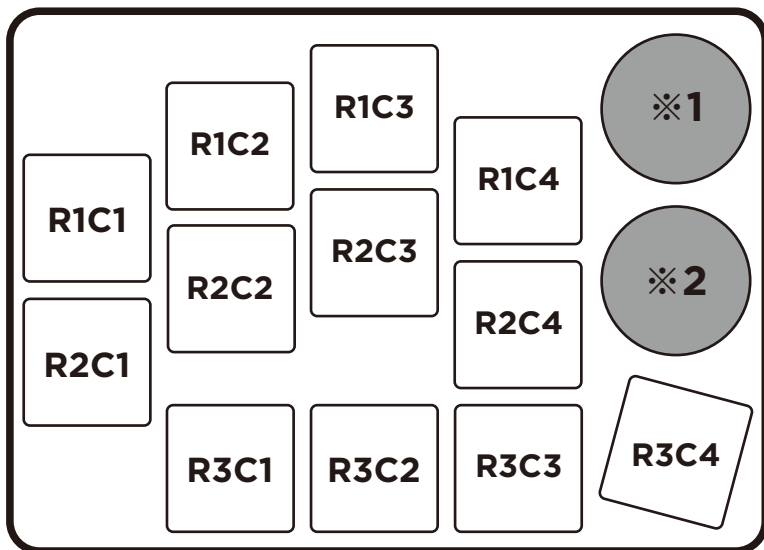 R1C1
R1C2
R1C3
R1C4
※1
R2C1
R2C2
R2C3
R2C4
※2
R3C1
R3C2
R3C3
R3C4